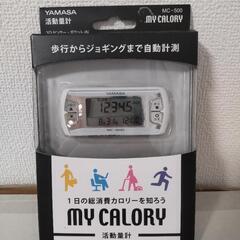 YAMASA
MC-500
活動量計
MY CALORY
歩行からジョギングまで自動計測
12345
1日の総消費カロリーを知ろう
MY CALORY
活動量計